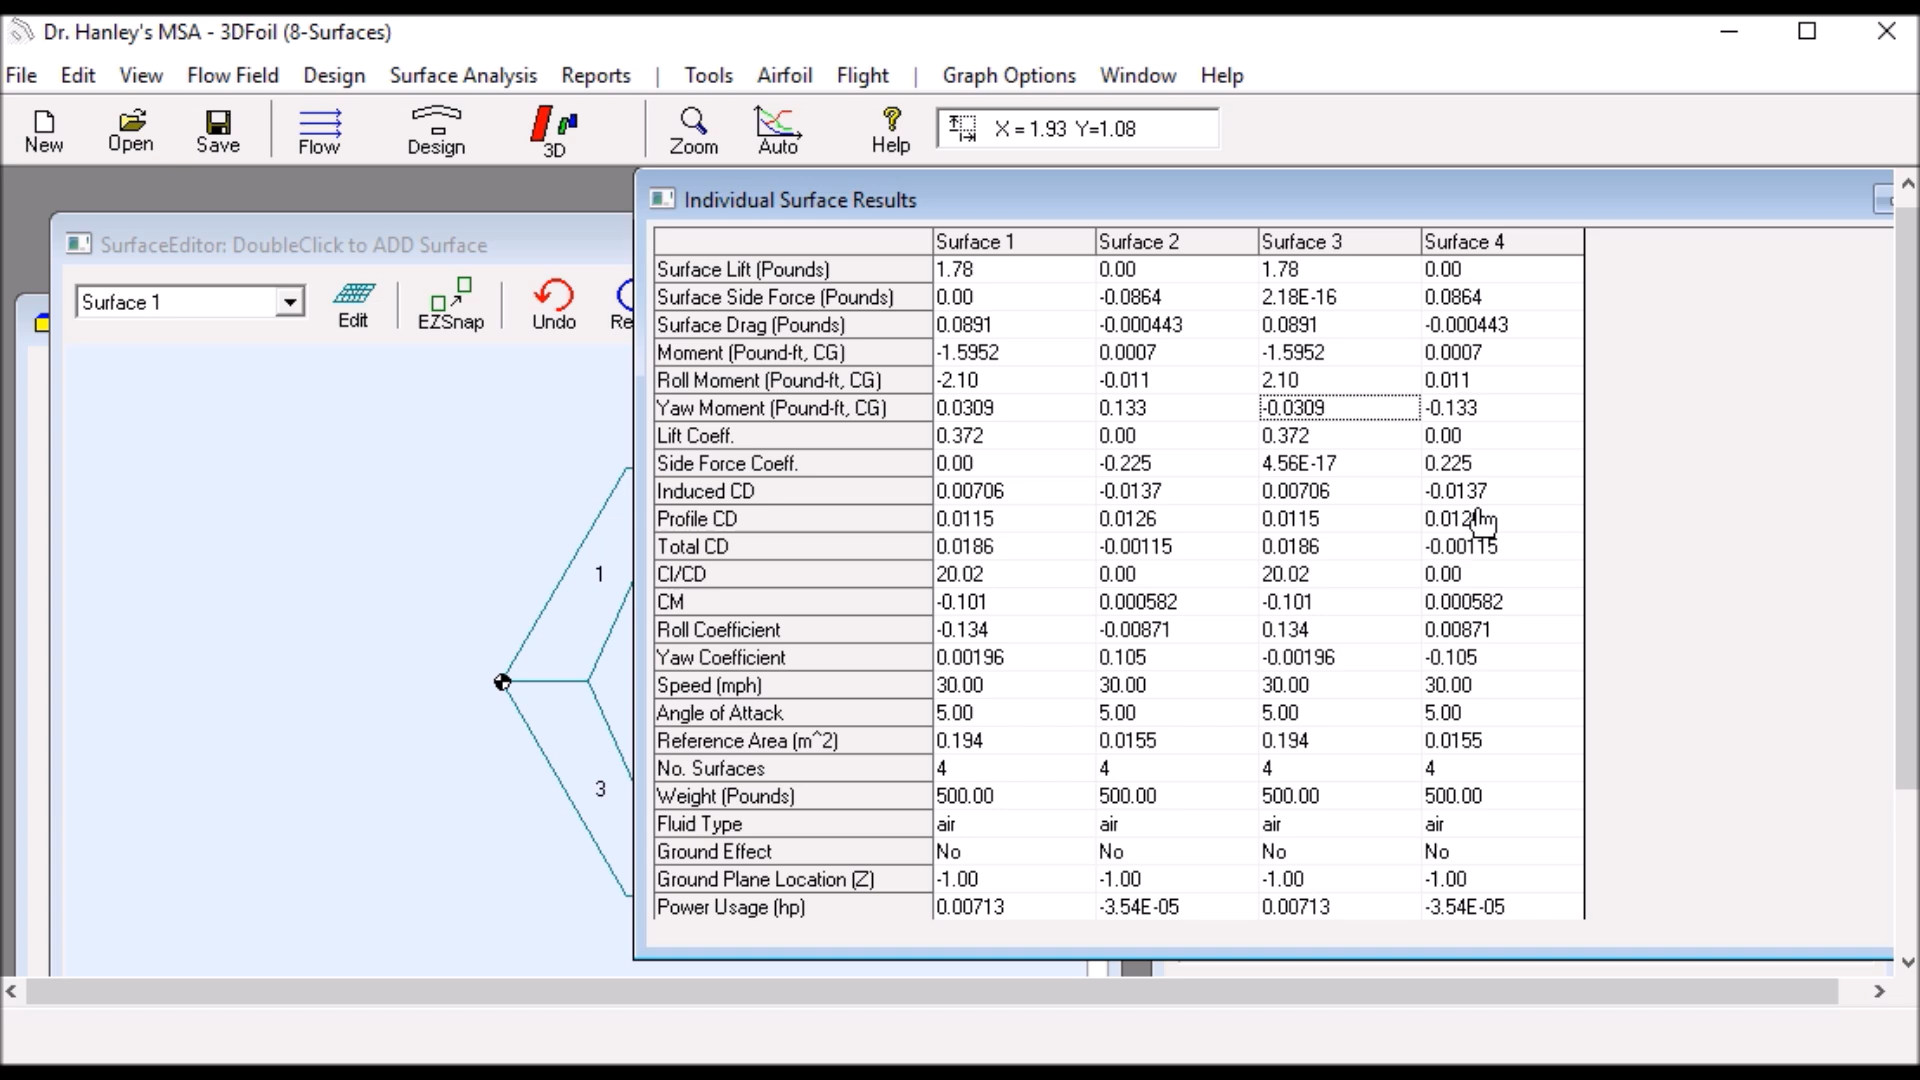 Dr. Hanley's MSA - 3DFoil (8-Surfaces)
File Edit View Flow Field Design Surface Analysis Reports | Tools Airfoil Flight | Graph Options Window Help
New Open Save Flow Design 3D Zoom Auto Help X = 1.93 Y=1.08
Individual Surface Results
SurfaceEditor: DoubleClick to ADD Surface
Surface 1 Edit EZSnap Undo Re
1
3
Surface 1 Surface 2 Surface 3 Surface 4
Surface Lift (Pounds) 1.78 0.00 1.78 0.00
Surface Side Force (Pounds) 0.00 -0.0864 2.18E-16 0.0864
Surface Drag (Pounds) 0.0891 -0.000443 0.0891 -0.000443
Moment (Pound-ft, CG) -1.5952 0.0007 -1.5952 0.0007
Roll Moment (Pound-ft, CG) -2.10 -0.011 2.10 0.011
Yaw Moment (Pound-ft, CG) 0.0309 0.133 -0.0309 -0.133
Lift Coeff. 0.372 0.00 0.372 0.00
Side Force Coeff. 0.00 -0.225 4.56E-17 0.225
Induced CD 0.00706 -0.0137 0.00706 -0.0137
Profile CD 0.0115 0.0126 0.0115
Total CD 0.0186 -0.00115 0.0186 -0.00115
Cl/CD 20.02 0.00 20.02 0.00
CM -0.101 0.000582 -0.101 0.000582
Roll Coefficient -0.134 -0.00871 0.134 0.00871
Yaw Coefficient 0.00196 0.105 -0.00196 -0.105
Speed (mph) 30.00 30.00 30.00 30.00
Angle of Attack 5.00 5.00 5.00 5.00
Reference Area (m^2) 0.194 0.0155 0.194 0.0155
No. Surfaces 4 4 4 4
Weight (Pounds) 500.00 500.00 500.00 500.00
Fluid Type air air air air
Ground Effect No No No No
Ground Plane Location (Z) -1.00 -1.00 -1.00 -1.00
Power Usage (hp) 0.00713 -3.54E-05 0.00713 -3.54E-05